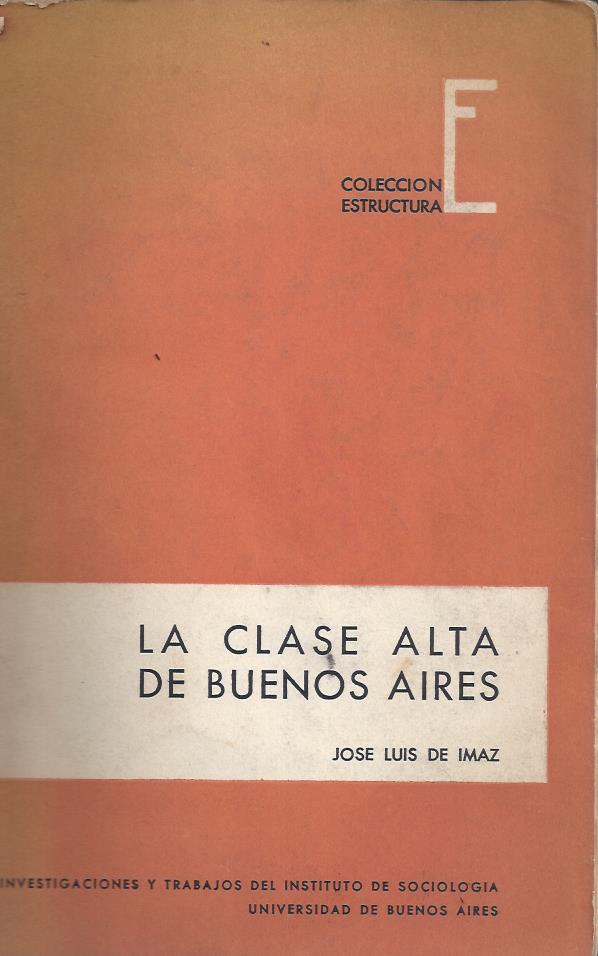 E
COLECCION
ESTRUCTURA
LA CLASE ALTA
DE BUENOS AIRES
JOSE LUIS DE IMAZ
INVESTIGACIONES Y TRABAJOS DEL INSTITUTO DE SOCIOLOGIA
UNIVERSIDAD DE BUENOS AIRES